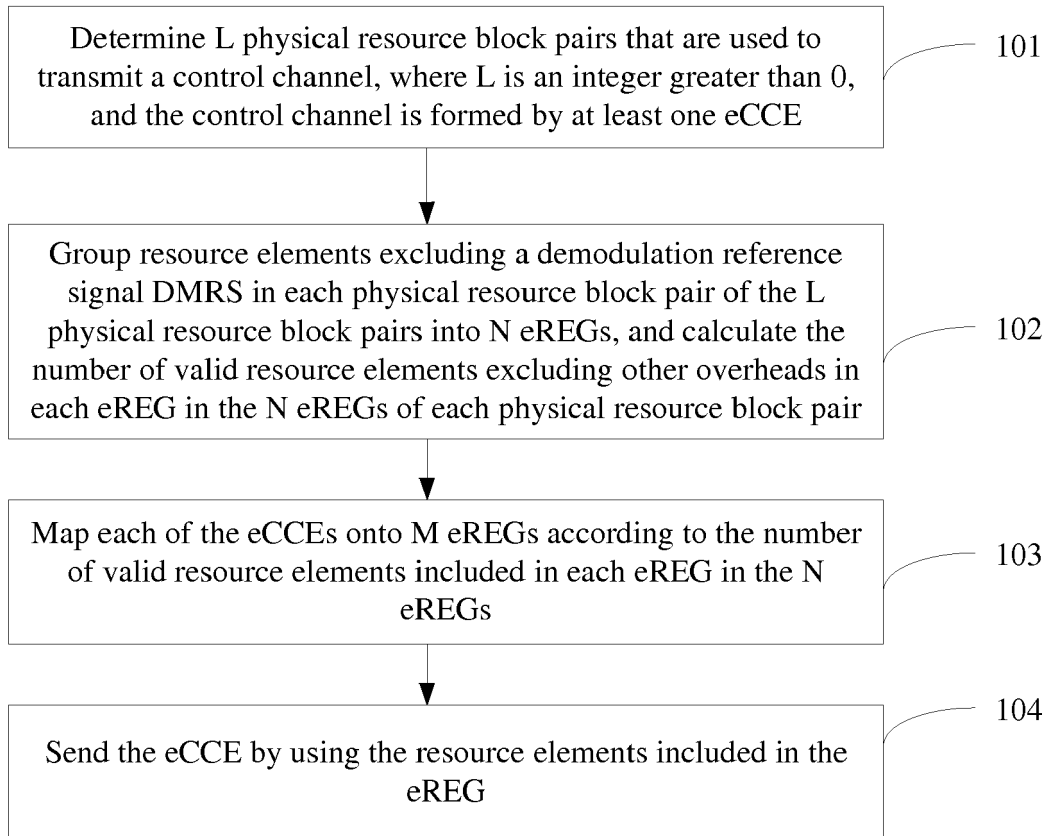 Determine L physical resource block pairs that are used to
transmit a control channel, where L is an integer greater than 0,
and the control channel is formed by at least one eCCE
101
Group resource elements excluding a demodulation reference
signal DMRS in each physical resource block pair of the L
physical resource block pairs into N eREGs, and calculate the
number of valid resource elements excluding other overheads in
each eREG in the N eREGs of each physical resource block pair
102
Map each of the eCCEs onto M eREGs according to the number
of valid resource elements included in each eREG in the N
eREGs
103
Send the eCCE by using the resource elements included in the
eREG
104